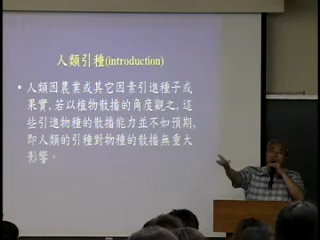 人類引種(introduction)
• 人類因農業或其它因素引進種子或
果實, 若以植物散播的角度觀之, 這
些引進物種的散播能力並不如預期,
即人類的引種對物種的散播無重大
影響。